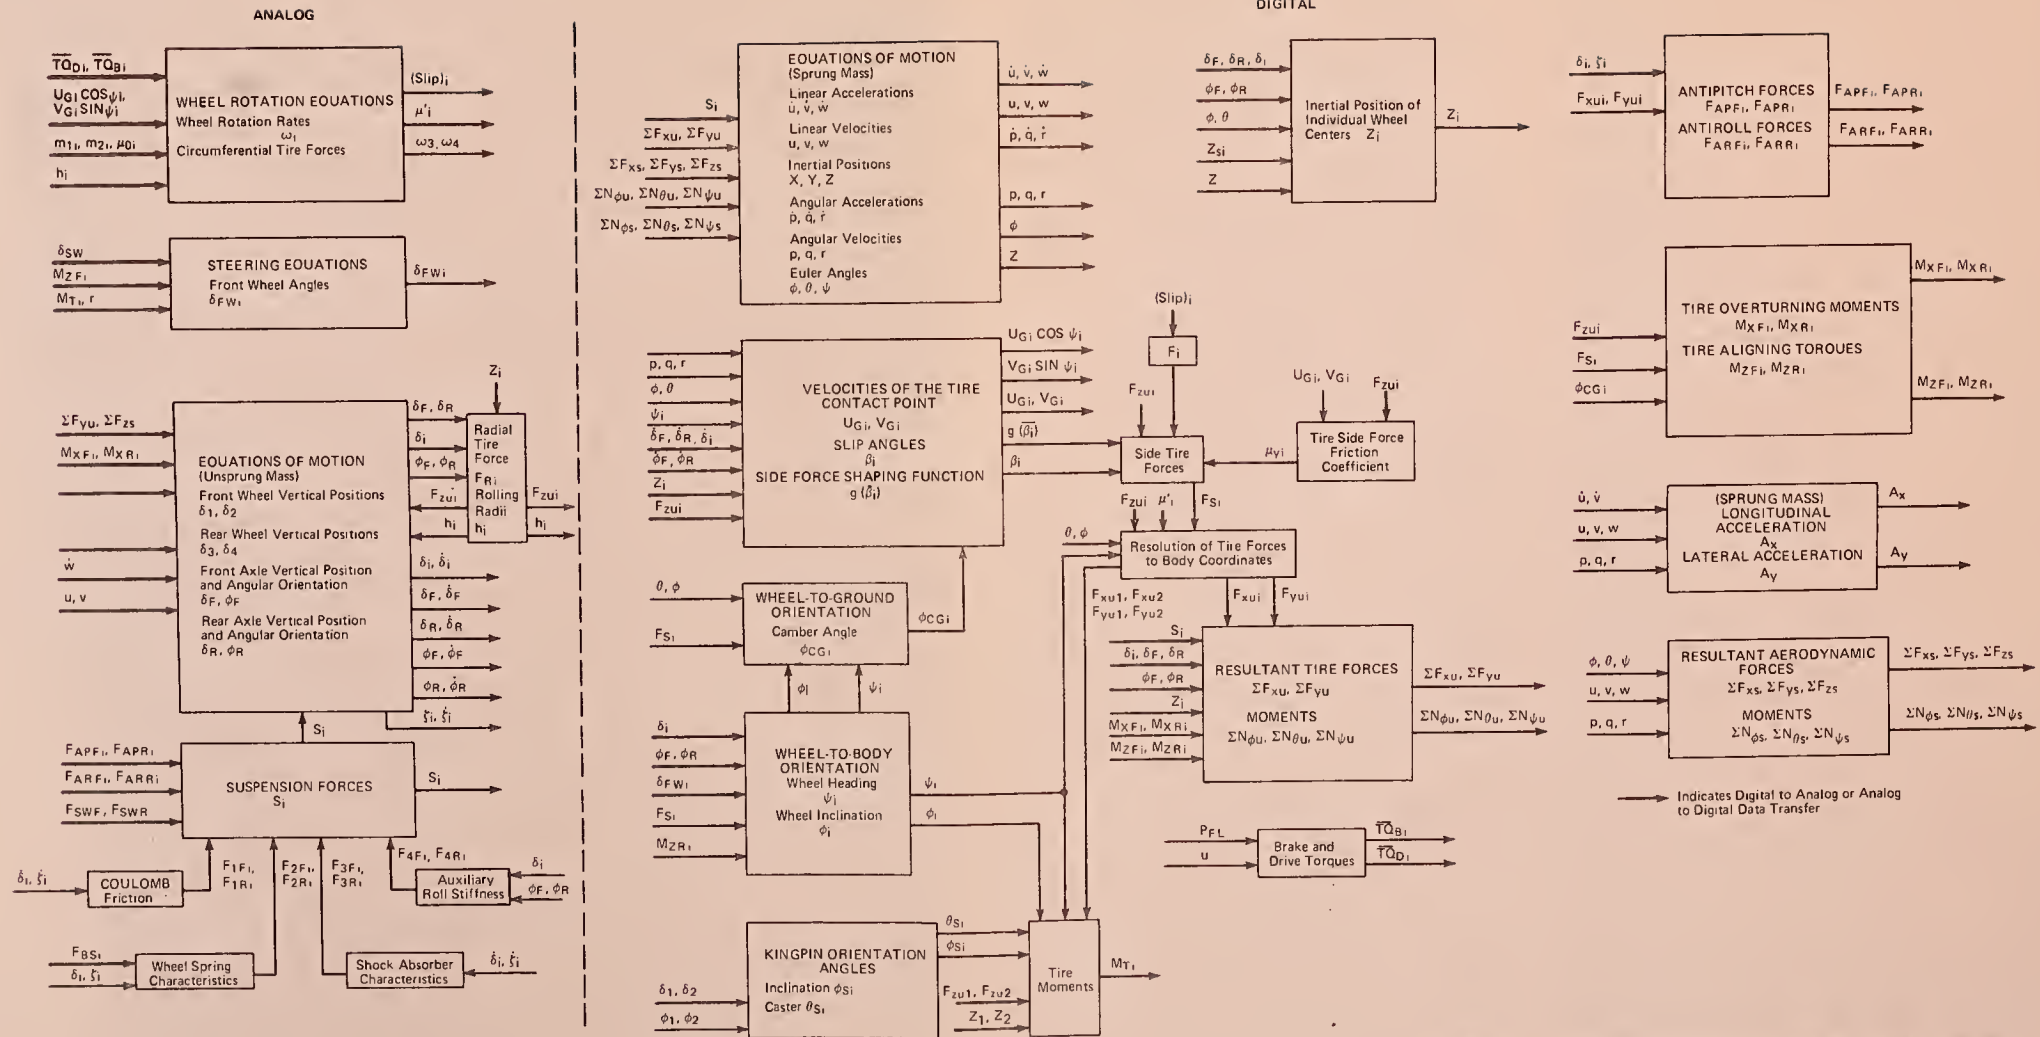 ANALOG
T̅Q̅Di, T̅Q̅Bi
UGi COSψi,
VGi SINψi
m1i, m2i, μ0i
hi
WHEEL ROTATION EQUATIONS
Wheel Rotation Rates
ωi
Circumferential Tire Forces
(Slip)i
μ'i
ω3, ω4
δSW
MZFi
MTi, r
STEERING EQUATIONS
Front Wheel Angles
δFWi
δFWi
Zi
ΣFyu, ΣFzs
MXFi, MXRi
ẇ
u, v
EQUATIONS OF MOTION
(Unsprung Mass)
Front Wheel Vertical Positions
δ1, δ2
Rear Wheel Vertical Positions
δ3, δ4
Front Axle Vertical Position
and Angular Orientation
δF, φF
Rear Axle Vertical Position
and Angular Orientation
δR, φR
δF, δR
δi
φF, φR
Fzui
hi
Radial
Tire
Force
FRi
Rolling
Radii
hi
Fzui
hi
δi, δ̇i
δF, δ̇F
δR, δ̇R
φF, φ̇F
φR, φ̇R
ζi, ζ̇i
Si
FAPFi, FAPRi
FARFi, FARRi
FSWF, FSWR
SUSPENSION FORCES
Si
Si
δ̇i, ζ̇i
COULOMB
Friction
F1Fi,
F1Ri
F2Fi,
F2Ri
F3Fi,
F3Ri
F4Fi, F4Ri
Auxiliary
Roll Stiffness
δi
φF, φR
FBSi
δi, ζi
Wheel Spring
Characteristics
Shock Absorber
Characteristics
δ̇i, ζ̇i
DIGITAL
Si
ΣFxu, ΣFyu
ΣFxs, ΣFys, ΣFzs
ΣNφu, ΣNθu, ΣNψu
ΣNφs, ΣNθs, ΣNψs
EQUATIONS OF MOTION
(Sprung Mass)
Linear Accelerations
u̇, v̇, ẇ
Linear Velocities
u, v, w
Inertial Positions
X, Y, Z
Angular Accelerations
ṗ, q̇, ṙ
Angular Velocities
p, q, r
Euler Angles
φ, θ, ψ
u̇, v̇, ẇ
u, v, w
ṗ, q̇, ṙ
p, q, r
φ
Z
p, q, r
φ, θ
ψi
δ̇F, δ̇R, δ̇i
φ̇F, φ̇R
Zi
Fzui
VELOCITIES OF THE TIRE
CONTACT POINT
UGi, VGi
SLIP ANGLES
βi
SIDE FORCE SHAPING FUNCTION
g (β̄i)
UGi COS ψi
VGi SIN ψi
UGi, VGi
g (β̄i)
βi
θ, φ
FSi
WHEEL-TO-GROUND
ORIENTATION
Camber Angle
φCGi
φCGi
φi
ψi
δi
φF, φR
δFWi
FSi
MZRi
WHEEL-TO-BODY
ORIENTATION
Wheel Heading
ψi
Wheel Inclination
φi
ψi
φi
δ1, δ2
φ1, φ2
KINGPIN ORIENTATION
ANGLES
Inclination φSi
Caster θSi
θSi
φSi
Fzu1, Fzu2
Z1, Z2
Tire
Moments
MTi
(Slip)i
Fi
Fzui
Side Tire
Forces
UGi, VGi
Fzui
Tire Side Force
Friction
Coefficient
μyi
Fzui
μ'i
FSi
θ, φ
Resolution of Tire Forces
to Body Coordinates
Fxu1, Fxu2
Fyu1, Fyu2
Fxui
Fyui
Si
δi, δF, δR
φF, φR
Zi
MXFi, MXRi
MZFi, MZRi
RESULTANT TIRE FORCES
ΣFxu, ΣFyu
MOMENTS
ΣNφu, ΣNθu, ΣNψu
ΣFxu, ΣFyu
ΣNφu, ΣNθu, ΣNψu
PFL
u
Brake and
Drive Torques
T̅Q̅Bi
T̅Q̅Di
δF, δR, δi
φF, φR
φ, θ
Zsi
Z
Inertial Position of
Individual Wheel
Centers Zi
Zi
δi, ζi
Fxui, Fyui
ANTIPITCH FORCES
FAPFi, FAPRi
ANTIROLL FORCES
FARFi, FARRi
FAPFi, FAPRi
FARFi, FARRi
Fzui
FSi
φCGi
TIRE OVERTURNING MOMENTS
MXFi, MXRi
TIRE ALIGNING TORQUES
MZFi, MZRi
MXFi, MXRi
MZFi, MZRi
u̇, v̇
u, v, w
p, q, r
(SPRUNG MASS)
LONGITUDINAL
ACCELERATION
Ax
LATERAL ACCELERATION
Ay
Ax
Ay
φ, θ, ψ
u, v, w
p, q, r
RESULTANT AERODYNAMIC
FORCES
ΣFxs, ΣFys, ΣFzs
MOMENTS
ΣNφs, ΣNθs, ΣNψs
ΣFxs, ΣFys, ΣFzs
ΣNφs, ΣNθs, ΣNψs
Indicates Digital to Analog or Analog
to Digital Data Transfer